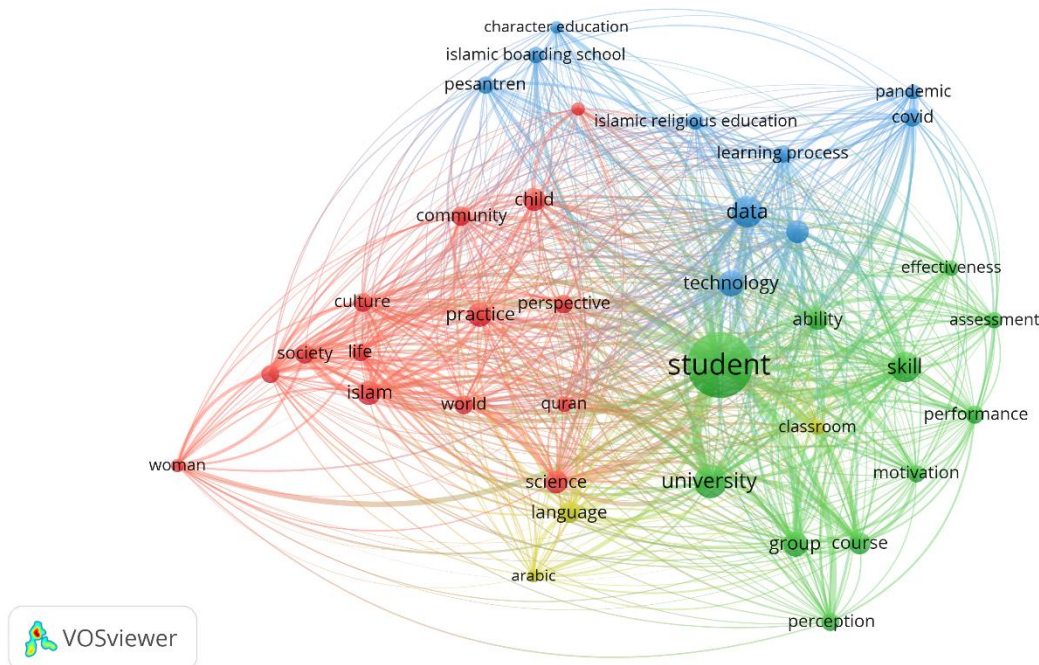 character education
islamic boarding school
pesantren
pandemic
covid
islamic religious education
learning process
child
community
data
technology
effectiveness
culture
perspective
practice
ability
assessment
society
life
student
skill
islam
world
quran
performance
classroom
woman
motivation
science
university
language
group
course
arabic
perception
VOSviewer